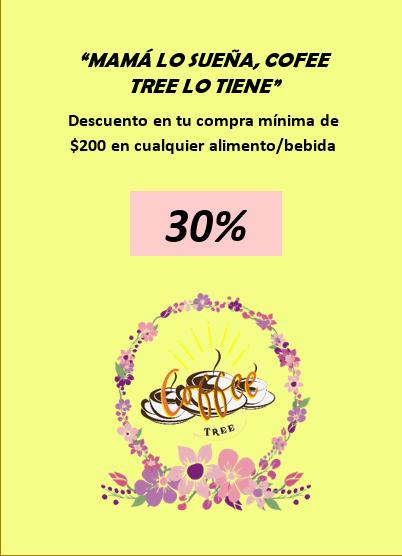 “MAMÁ LO SUEÑA, COFEE
TREE LO TIENE”
Descuento en tu compra mínima de
$200 en cualquier alimento/bebida
30%
Coffee
TREE